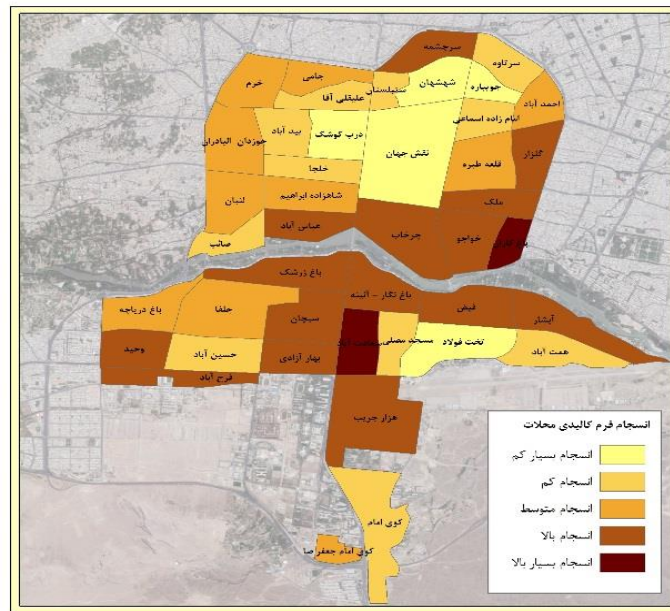 سرچشمه
سرتاوه
خرم
جامی
شهشهان
سنبلستان
علیقلی آقا
جوباره
احمد آباد
امام زاده اسماعیل
بید آباد
درب کوشک
نقش جهان
جوزدان
البادران
گلزار
قلعه طبره
خلجا
لنبان
شاهزاده ابراهیم
ملک
عباس آباد
چرخاب
خواجو
صائب
باغ زرشک
باغ دریاچه
جلفا
باغ نگار - آئینه
فیض
آبشار
سیچان
وحید
حسین آباد
بهار آزادی
مسجد مصلی
تخت فولاد
همت آباد
فرح آباد
هزار جریب
کوی امام
کوی امام جعفر صا
انسجام فرم کالبدی محلات
انسجام بسیار کم
انسجام کم
انسجام متوسط
انسجام بالا
انسجام بسیار بالا